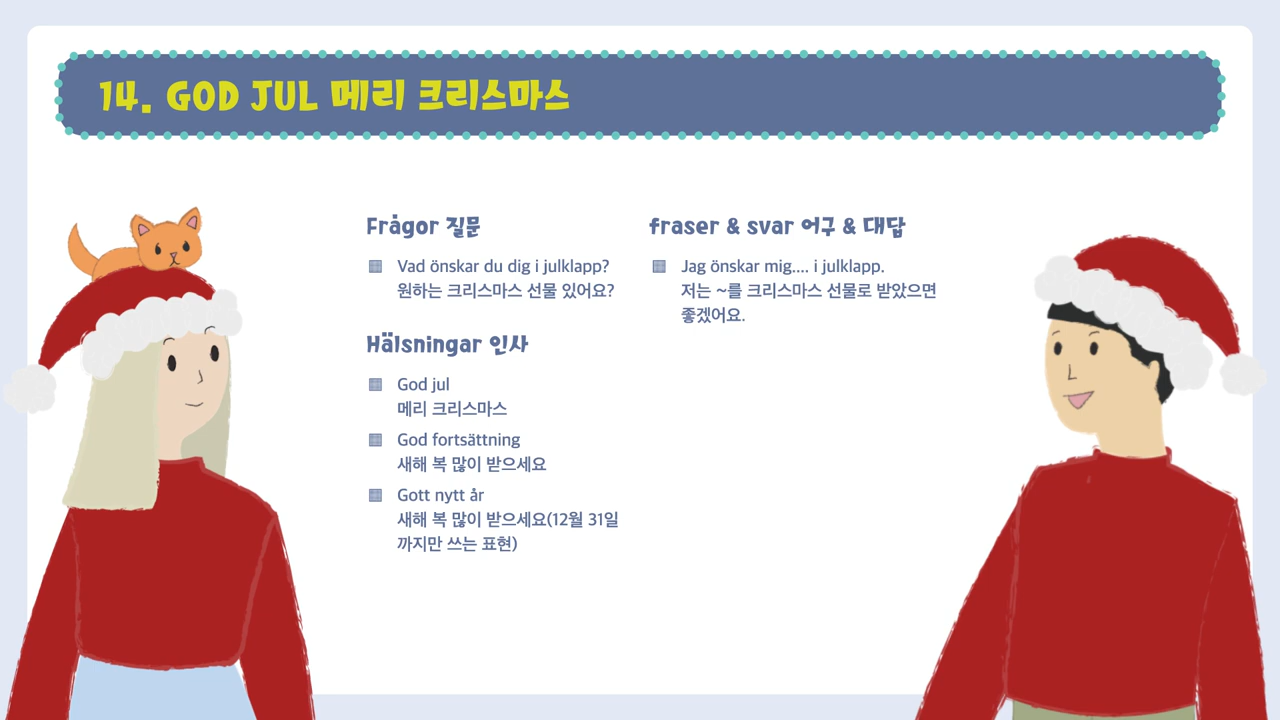 14. GOD JUL 메리 크리스마스
Frågor 질문
Vad önskar du dig i julklapp?
원하는 크리스마스 선물 있어요?
Hälsningar 인사
God jul
메리 크리스마스
God fortsättning
새해 복 많이 받으세요
Gott nytt år
새해 복 많이 받으세요(12월 31일
까지만 쓰는 표현)
fraser & svar 어구 & 대답
Jag önskar mig.... i julklapp.
저는 ~를 크리스마스 선물로 받았으면
좋겠어요.